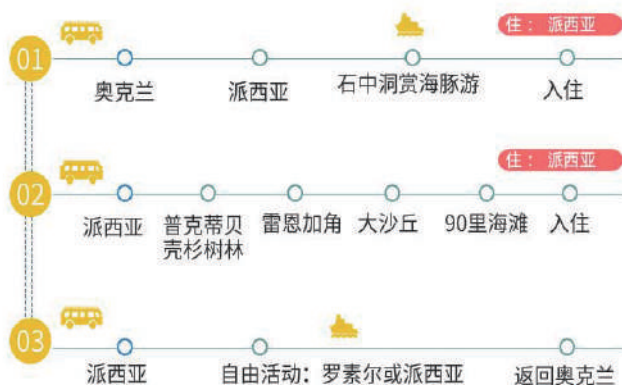 住：派西亚
01
奥克兰
派西亚
石中洞赏海豚游
入住
住：派西亚
02
派西亚
普克蒂贝
壳杉树林
雷恩加角
大沙丘
90里海滩
入住
03
派西亚
自由活动：罗素尔或派西亚
返回奥克兰